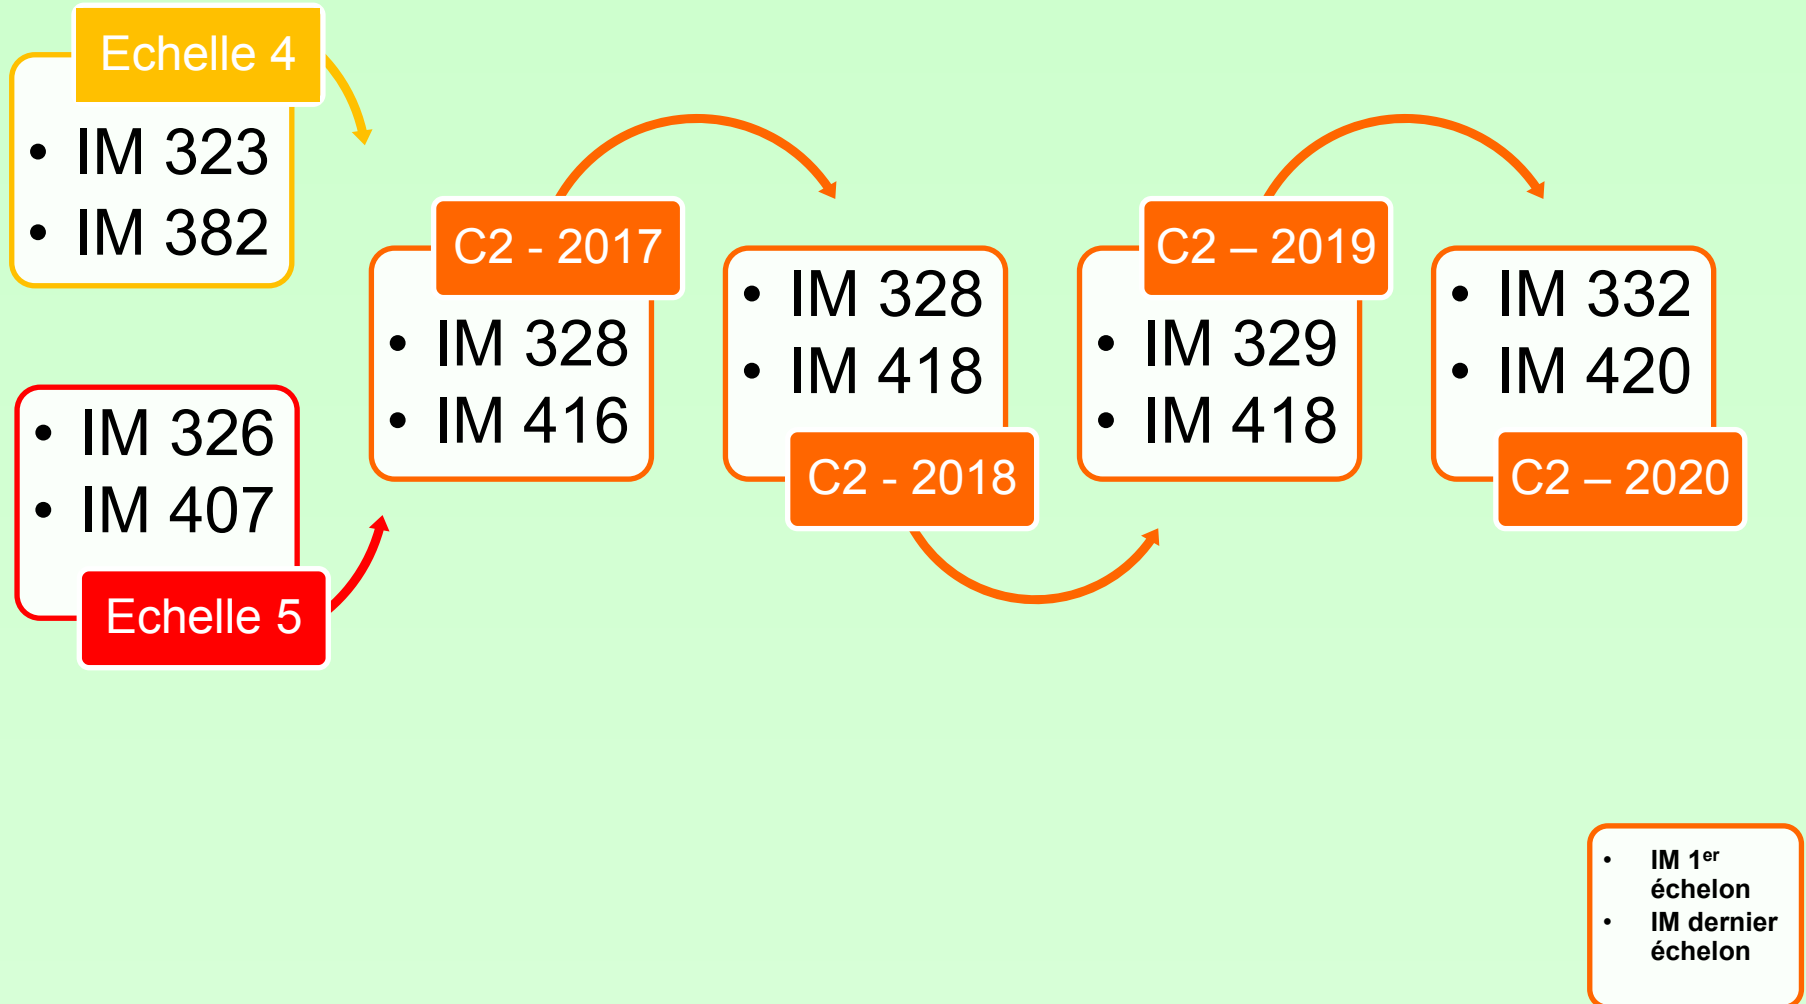 Echelle 4
• IM 323
• IM 382
• IM 326
• IM 407
Echelle 5
C2 - 2017
• IM 328
• IM 416
• IM 328
• IM 418
C2 - 2018
C2 – 2019
• IM 329
• IM 418
• IM 332
• IM 420
C2 – 2020
• IM 1er
échelon
• IM dernier
échelon